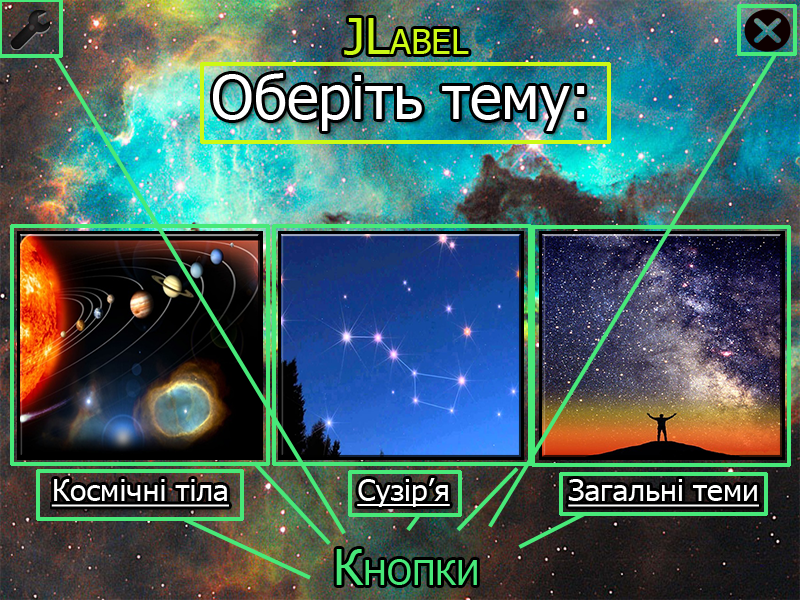 JLABEL
Оберіть тему:
Космічні тіла
Сузір’я
Загальні теми
Кнопки